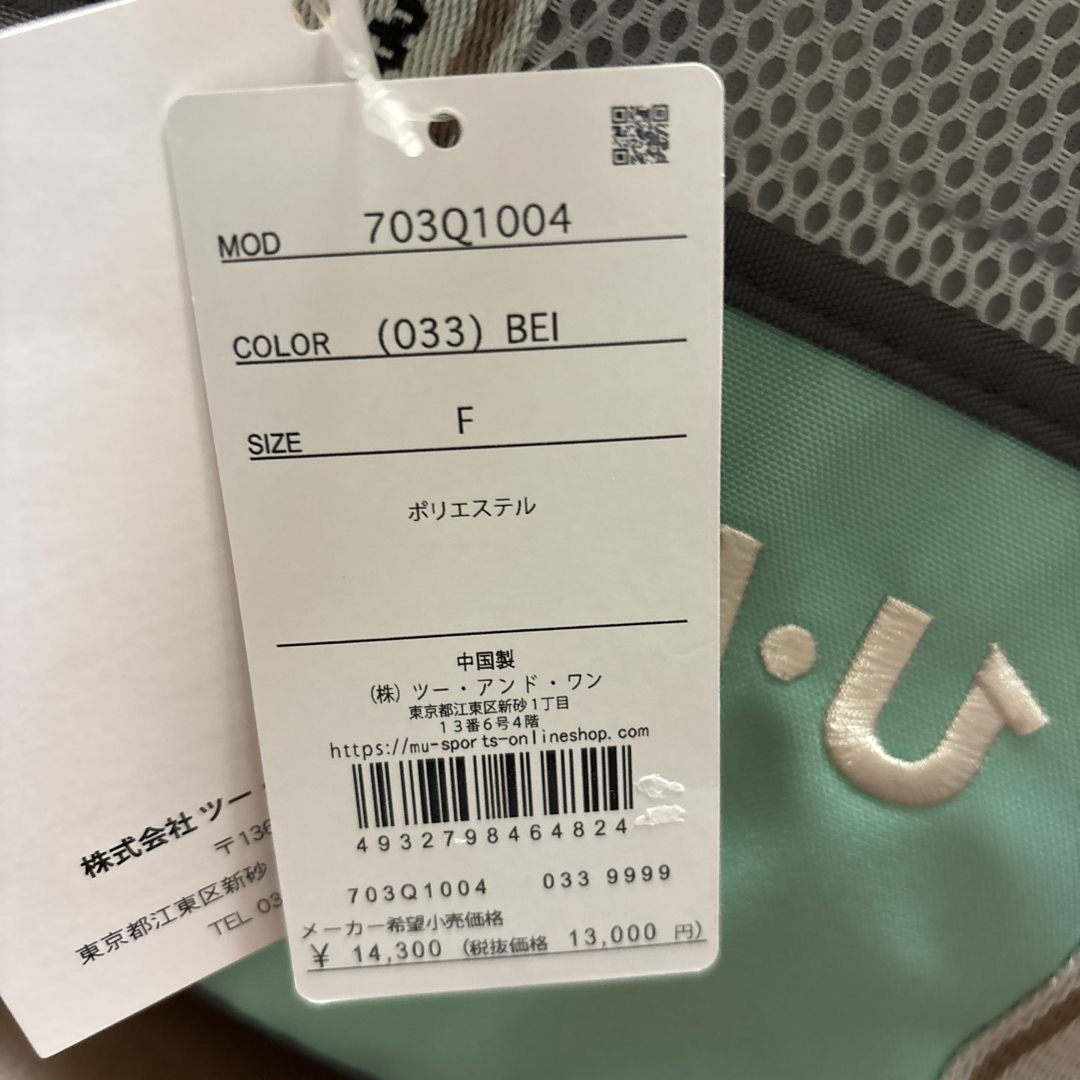 MOD 703Q1004
COLOR (033) BEI
SIZE F
ポリエステル
中国製
(株) ツー・アンド・ワン
東京都江東区新砂1丁目
13番6号4階
https://mu-sports-onlineshop.com
4932798464824
703Q1004 033 9999
メーカー希望小売価格
¥ 14,300 (税抜価格 13,000 円)
株式会社 ツー
〒136
東京都江東区新砂
TEL 03
・U